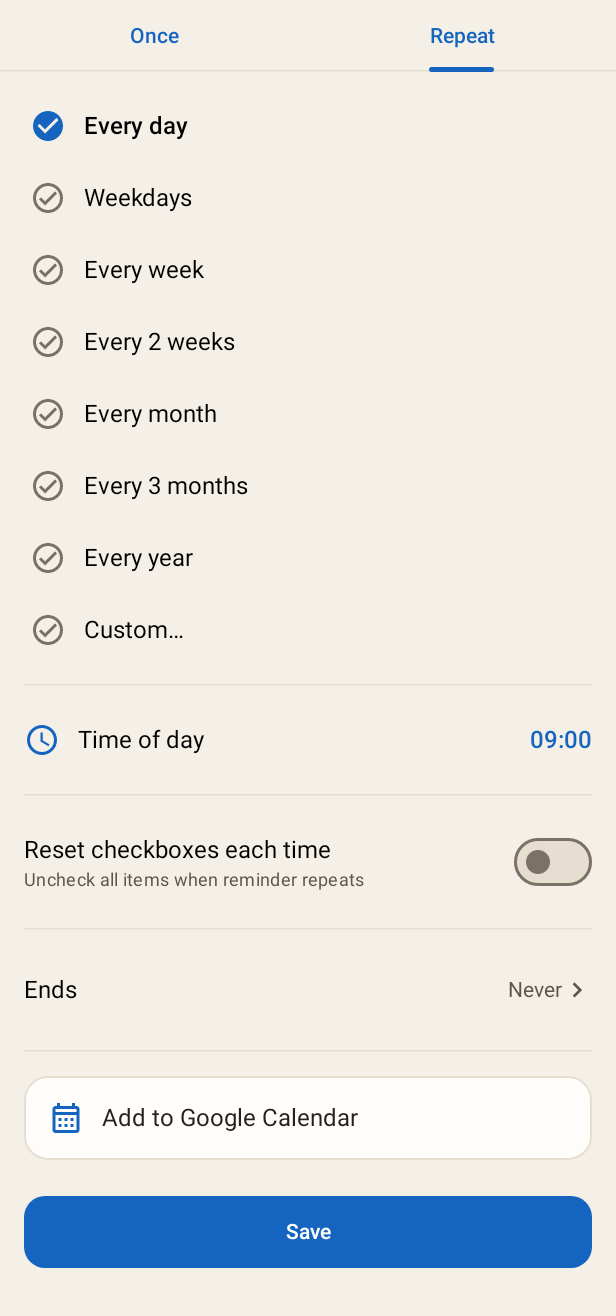 Once
Repeat
Every day
Weekdays
Every week
Every 2 weeks
Every month
Every 3 months
Every year
Custom...
Time of day
09:00
Reset checkboxes each time
Uncheck all items when reminder repeats
Ends
Never
Add to Google Calendar
Save